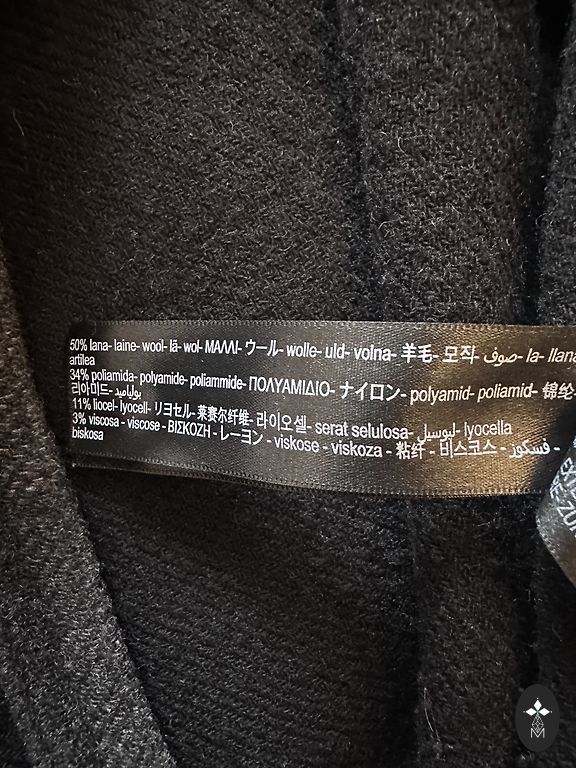 50% lana- laine- wool- lã- wol- ΜΑΛΛΙ- ウール- wolle- uld- volna- 羊毛- 모직- صوف- la- llana
artilea
34% poliamida- polyamide- poliammide- ΠΟΛΥΑΜΙΔΙΟ- ナイロン- polyamid- poliamid- 锦纶-
리아미드- بولياميد
11% liocel- lyocell- リヨセル- 莱赛尔纤维- 라이오셀- serat selulosa- ليوسيل- lyocella
3% viscosa - viscose - ΒΙΣΚΟΖΗ - レーヨン - viskose - viskoza - 粘纤 - 비스코스 - فسكوز -
biskosa
M